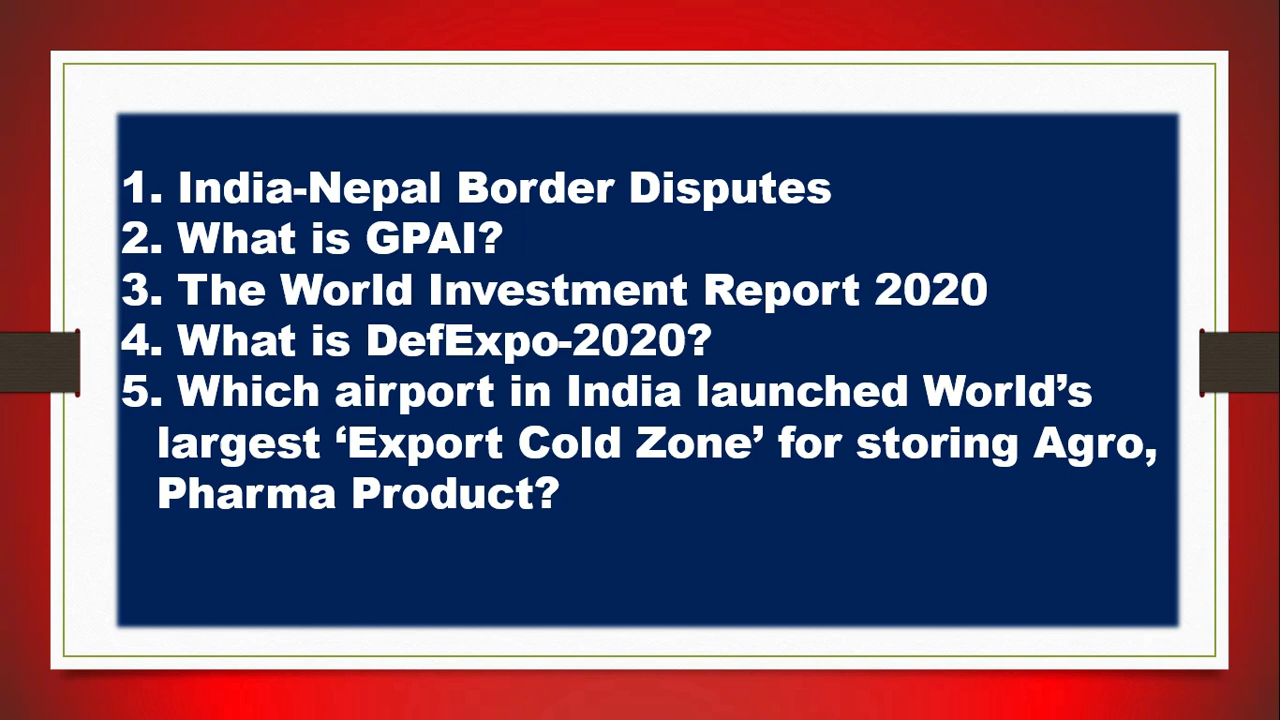 1. India-Nepal Border Disputes
2. What is GPAI?
3. The World Investment Report 2020
4. What is DefExpo-2020?
5. Which airport in India launched World’s
largest ‘Export Cold Zone’ for storing Agro,
Pharma Product?